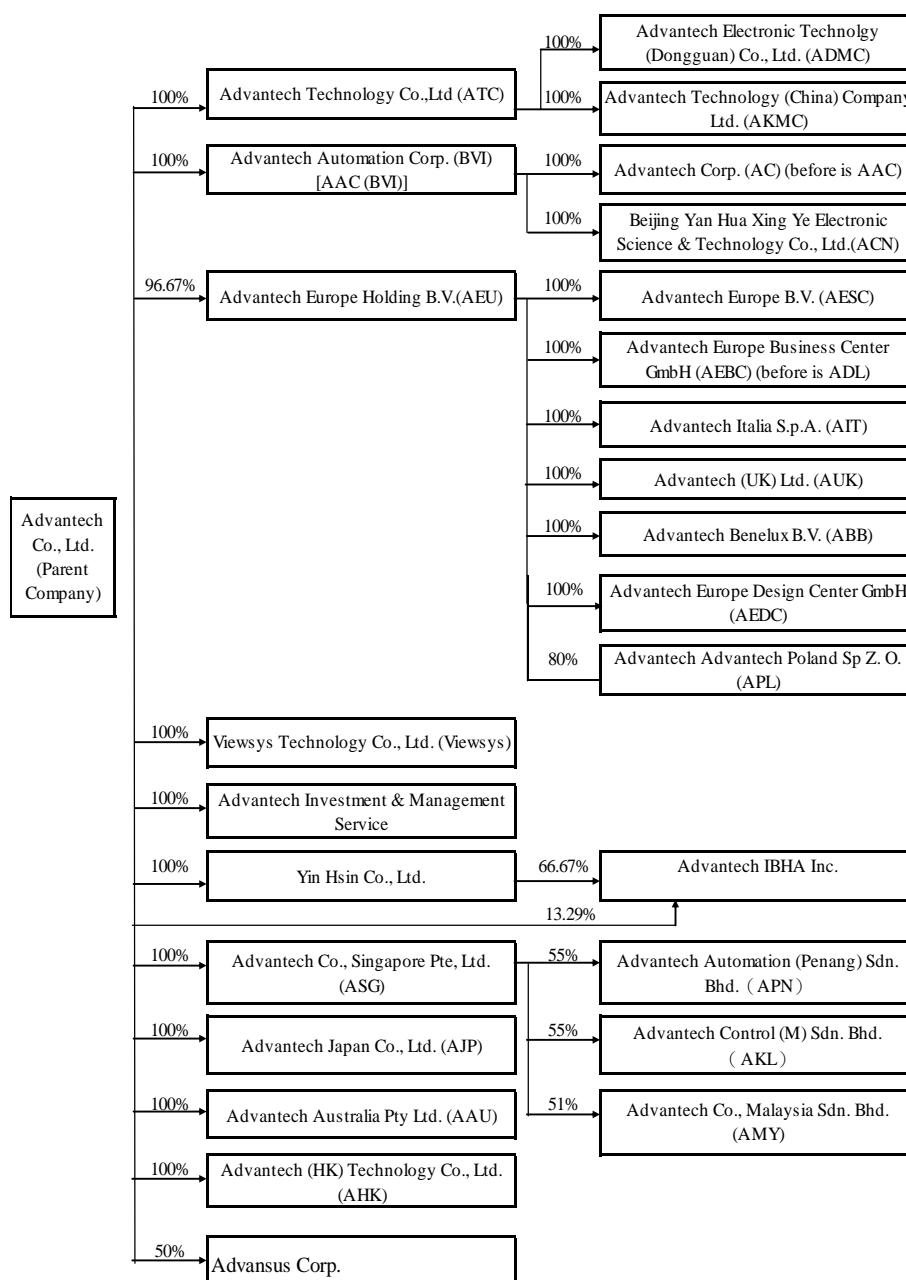 100%
Advantech Electronic Technolgy
(Dongguan) Co., Ltd. (ADMC)
100%
Advantech Technology Co.,Ltd (ATC)
100%
Advantech Technology (China) Company
Ltd. (AKMC)
100%
Advantech Automation Corp. (BVI)
[AAC (BVI)]
100%
Advantech Corp. (AC) (before is AAC)
100%
Beijing Yan Hua Xing Ye Electronic
Science & Technology Co., Ltd.(ACN)
96.67%
Advantech Europe Holding B.V.(AEU)
100%
Advantech Europe B.V. (AESC)
100%
Advantech Europe Business Center
GmbH (AEBC) (before is ADL)
100%
Advantech Italia S.p.A. (AIT)
100%
Advantech (UK) Ltd. (AUK)
100%
Advantech Benelux B.V. (ABB)
Advantech
Co., Ltd.
(Parent
Company)
100%
Advantech Europe Design Center GmbH
(AEDC)
80%
Advantech Advantech Poland Sp Z. O.
(APL)
100%
Viewsys Technology Co., Ltd. (Viewsys)
100%
Advantech Investment & Management
Service
100%
Yin Hsin Co., Ltd.
66.67%
Advantech IBHA Inc.
13.29%
100%
Advantech Co., Singapore Pte, Ltd.
(ASG)
55%
Advantech Automation (Penang) Sdn.
Bhd.（APN）
100%
Advantech Japan Co., Ltd. (AJP)
55%
Advantech Control (M) Sdn. Bhd.
（AKL）
100%
Advantech Australia Pty Ltd. (AAU)
51%
Advantech Co., Malaysia Sdn. Bhd.
(AMY)
100%
Advantech (HK) Technology Co., Ltd.
(AHK)
50%
Advansus Corp.